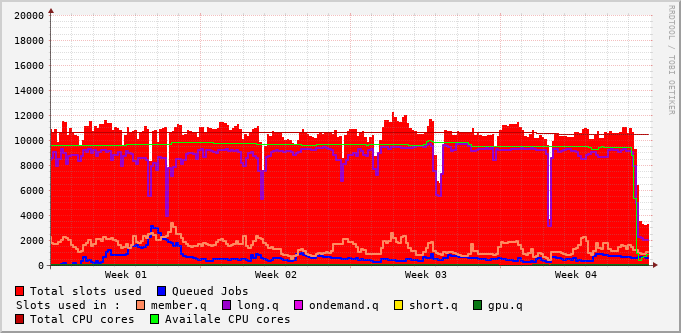 20000
18000
16000
14000
12000
10000
8000
6000
4000
2000
0
Week 01 Week 02 Week 03 Week 04
RRDTOOL / TOBI OETIKER
Total slots used Queued Jobs
Slots used in : member.q long.q ondemand.q short.q gpu.q
Total CPU cores Availale CPU cores